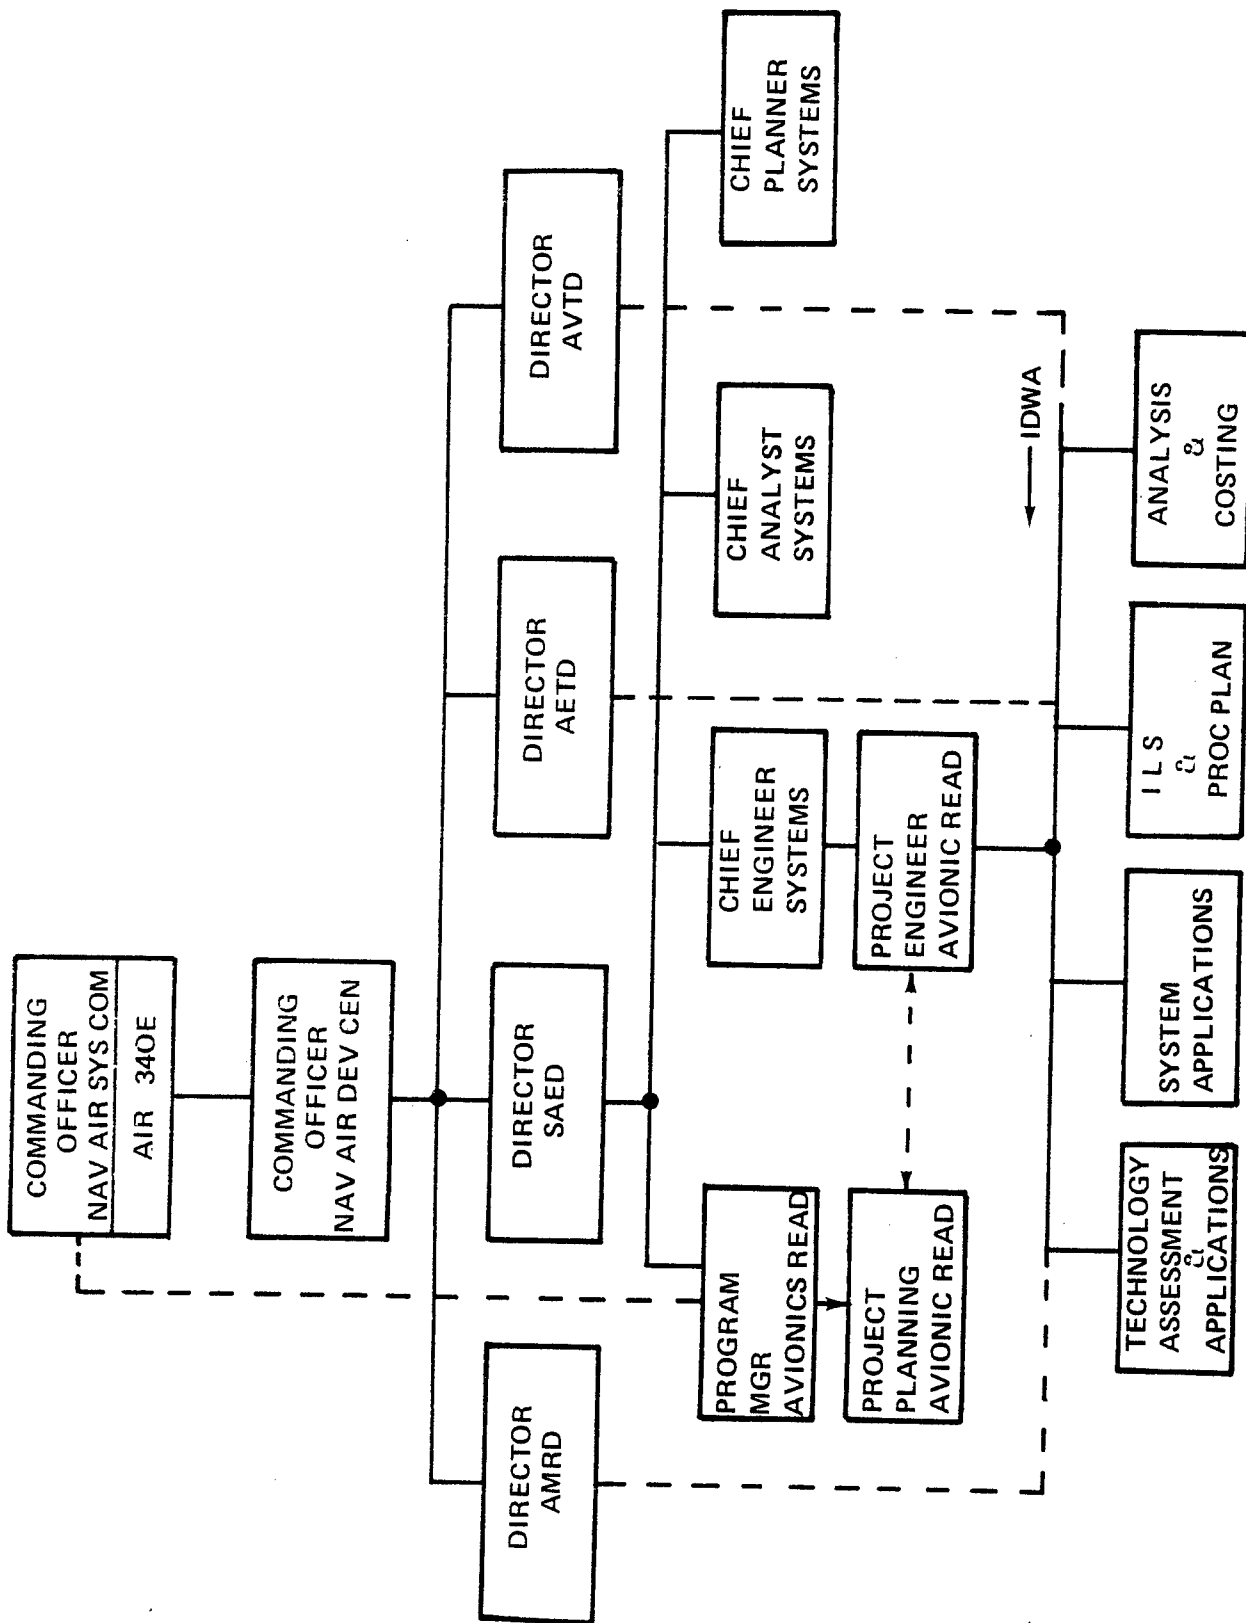 COMMANDING
OFFICER
NAV AIR SYS COM
AIR 340E
COMMANDING
OFFICER
NAV AIR DEV CEN
DIRECTOR
AMRD
DIRECTOR
SAED
DIRECTOR
AETD
DIRECTOR
AVTD
PROGRAM
MGR
AVIONICS READ
CHIEF
ENGINEER
SYSTEMS
CHIEF
ANALYST
SYSTEMS
CHIEF
PLANNER
SYSTEMS
PROJECT
PLANNING
AVIONIC READ
PROJECT
ENGINEER
AVIONIC READ
IDWA
TECHNOLOGY
ASSESSMENT
&
APPLICATIONS
SYSTEM
APPLICATIONS
I L S
&
PROC PLAN
ANALYSIS
&
COSTING